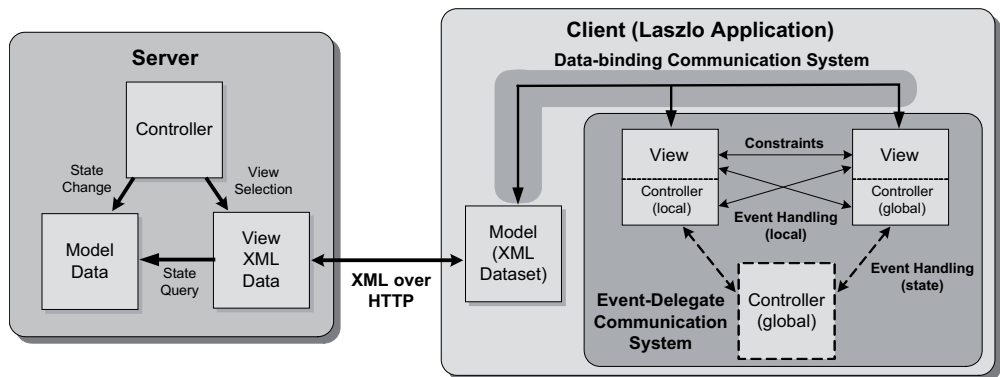 Server
Controller
State
Change
View
Selection
Model
Data
State
Query
View
XML
Data
XML over
HTTP
Client (Laszlo Application)
Data-binding Communication System
Model
(XML
Dataset)
View
Controller
(local)
Constraints
Event Handling
(local)
View
Controller
(global)
Event Handling
(state)
Event-Delegate
Communication
System
Controller
(global)